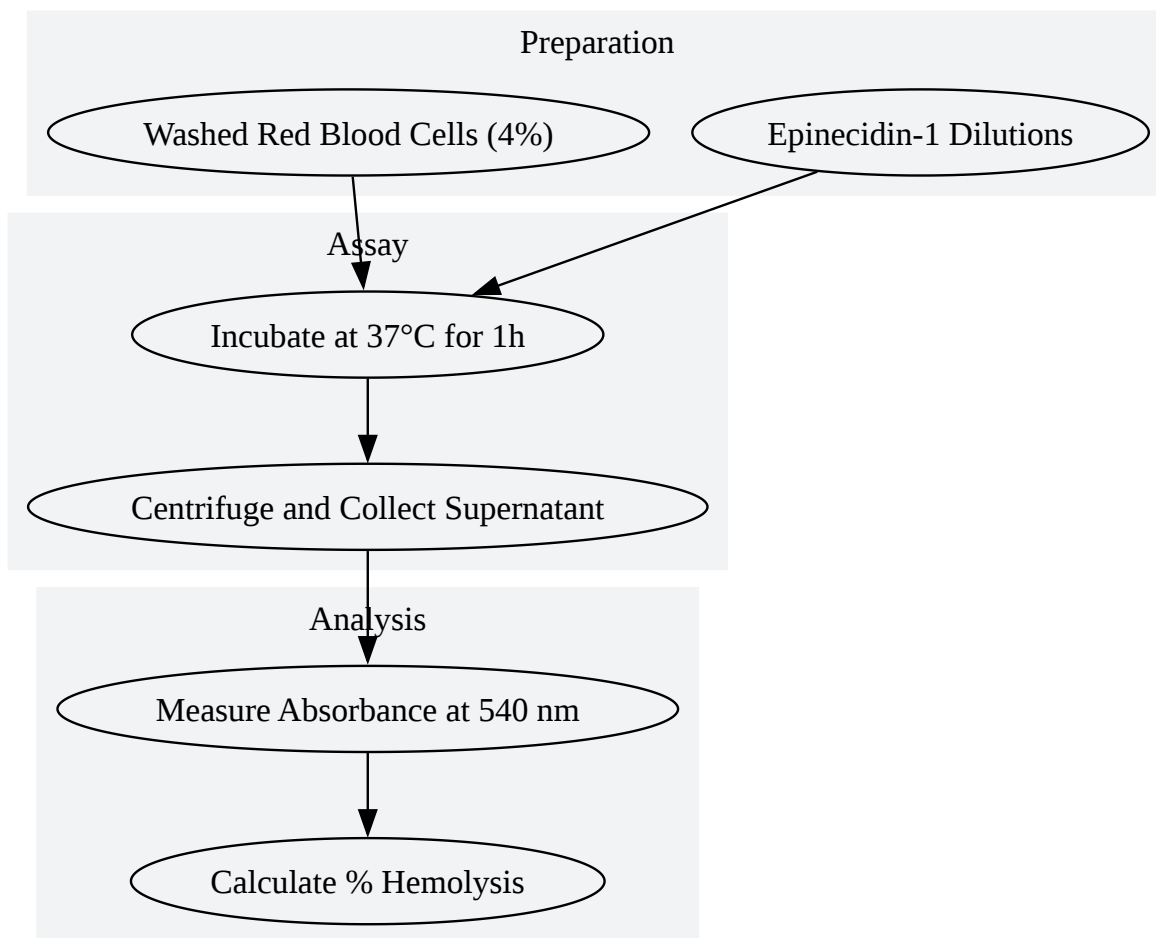 Preparation
Washed Red Blood Cells (4%)
Epinecidin-1 Dilutions
Assay
Incubate at 37°C for 1h
Centrifuge and Collect Supernatant
Analysis
Measure Absorbance at 540 nm
Calculate % Hemolysis